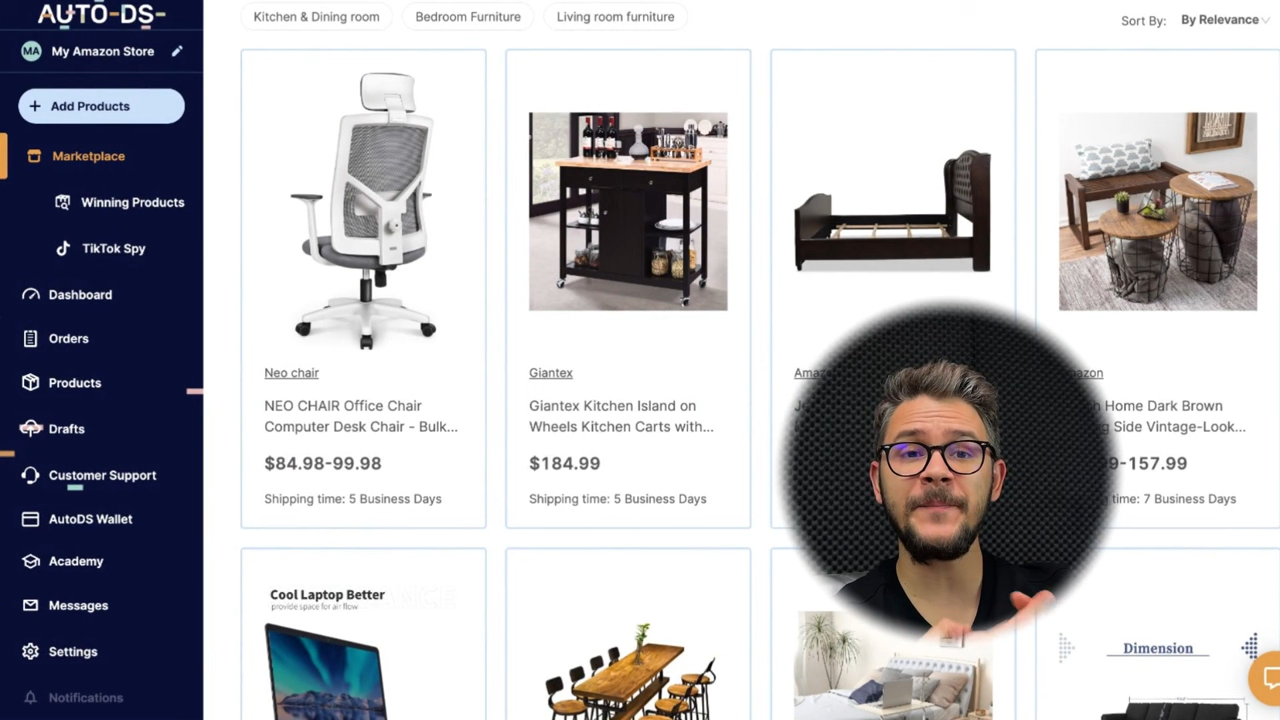 AUTO-DS-
MA My Amazon Store
+ Add Products
Marketplace
Winning Products
TikTok Spy
Dashboard
Orders
Products
Drafts
Customer Support
AutoDS Wallet
Academy
Messages
Settings
Notifications
Kitchen & Dining room
Bedroom Furniture
Living room furniture
Sort By: By Relevance
Neo chair
NEO CHAIR Office Chair
Computer Desk Chair - Bulk...
$84.98-99.98
Shipping time: 5 Business Days
Giantex
Giantex Kitchen Island on
Wheels Kitchen Carts with...
$184.99
Shipping time: 5 Business Days
Home Dark Brown
Side Vintage-Look...
-157.99
time: 7 Business Days
Cool Laptop Better
provide space for air flow
Dimension